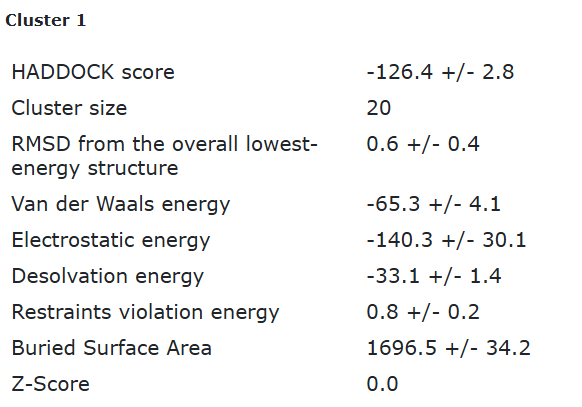 Cluster 1
HADDOCK score -126.4 +/- 2.8
Cluster size 20
RMSD from the overall lowest- 0.6 +/- 0.4
energy structure
Van der Waals energy -65.3 +/- 4.1
Electrostatic energy -140.3 +/- 30.1
Desolvation energy -33.1 +/- 1.4
Restraints violation energy 0.8 +/- 0.2
Buried Surface Area 1696.5 +/- 34.2
Z-Score 0.0